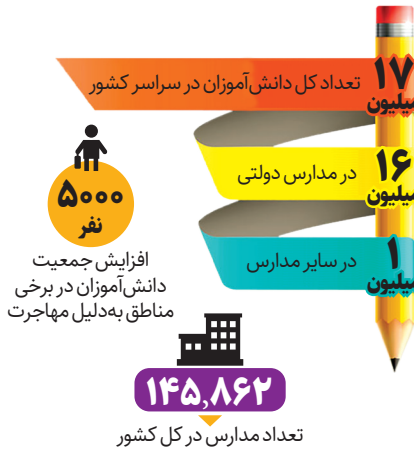 ۱۷ میلیون
تعداد کل دانش‌آموزان در سراسر کشور
۱۶ میلیون
در مدارس دولتی
۱ میلیون
در سایر مدارس
۵۰۰۰
نفر
افزایش جمعیت
دانش‌آموزان در برخی
مناطق به‌دلیل مهاجرت
۱۴۵,۸۶۲
تعداد مدارس در کل کشور